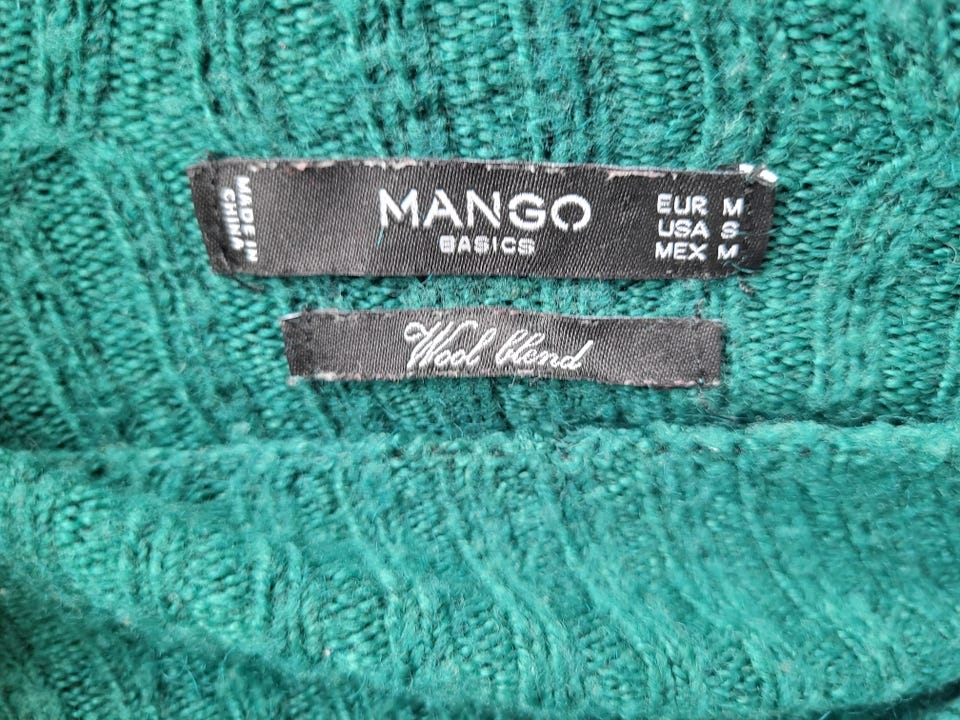 MADE IN
CHINA
MANGO
BASICS
EUR M
USA S
MEX M
Wool blend